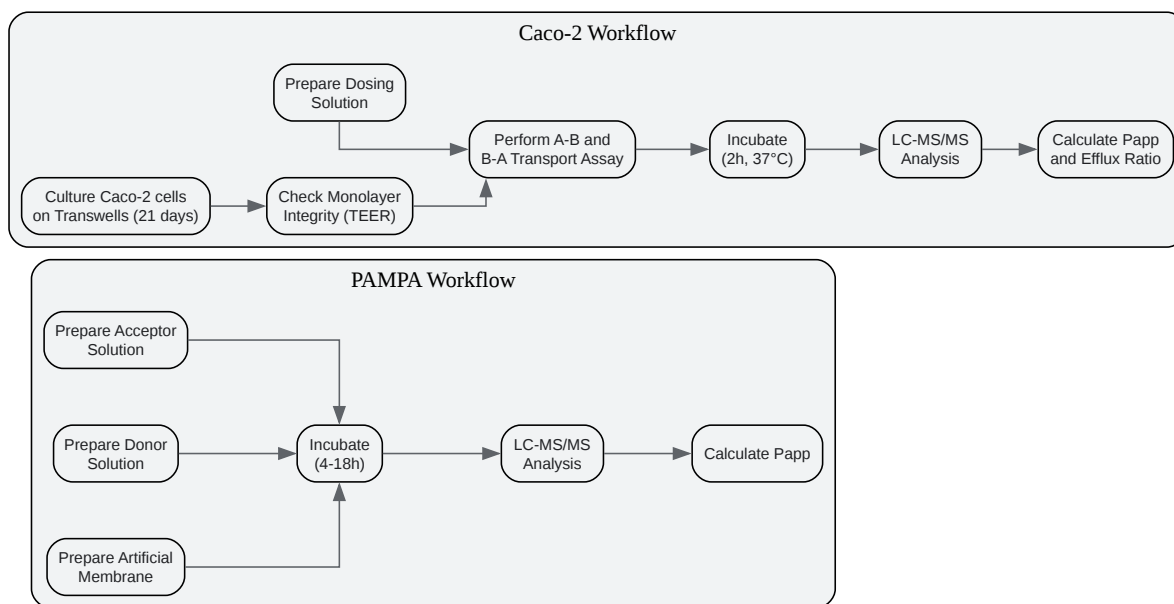 Caco-2 Workflow
Prepare Dosing
Solution
Perform A-B and
B-A Transport Assay
Incubate
(2h, 37°C)
LC-MS/MS
Analysis
Calculate Papp
and Efflux Ratio
Culture Caco-2 cells
on Transwells (21 days)
Check Monolayer
Integrity (TEER)
PAMPA Workflow
Prepare Acceptor
Solution
Prepare Donor
Solution
Incubate
(4-18h)
LC-MS/MS
Analysis
Calculate Papp
Prepare Artificial
Membrane